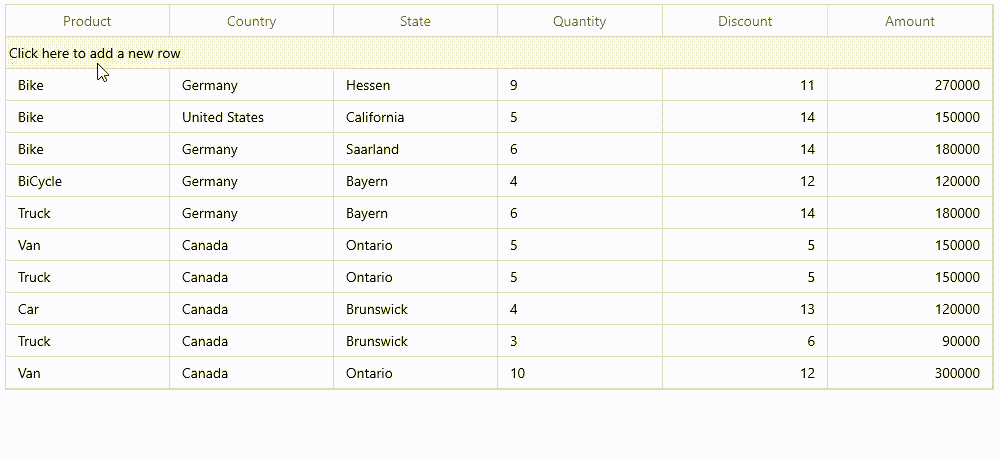 Product Country State Quantity Discount Amount
Click here to add a new row
Bike Germany Hessen 9 11 270000
Bike United States California 5 14 150000
Bike Germany Saarland 6 14 180000
BiCycle Germany Bayern 4 12 120000
Truck Germany Bayern 6 14 180000
Van Canada Ontario 5 5 150000
Truck Canada Ontario 5 5 150000
Car Canada Brunswick 4 13 120000
Truck Canada Brunswick 3 6 90000
Van Canada Ontario 10 12 300000